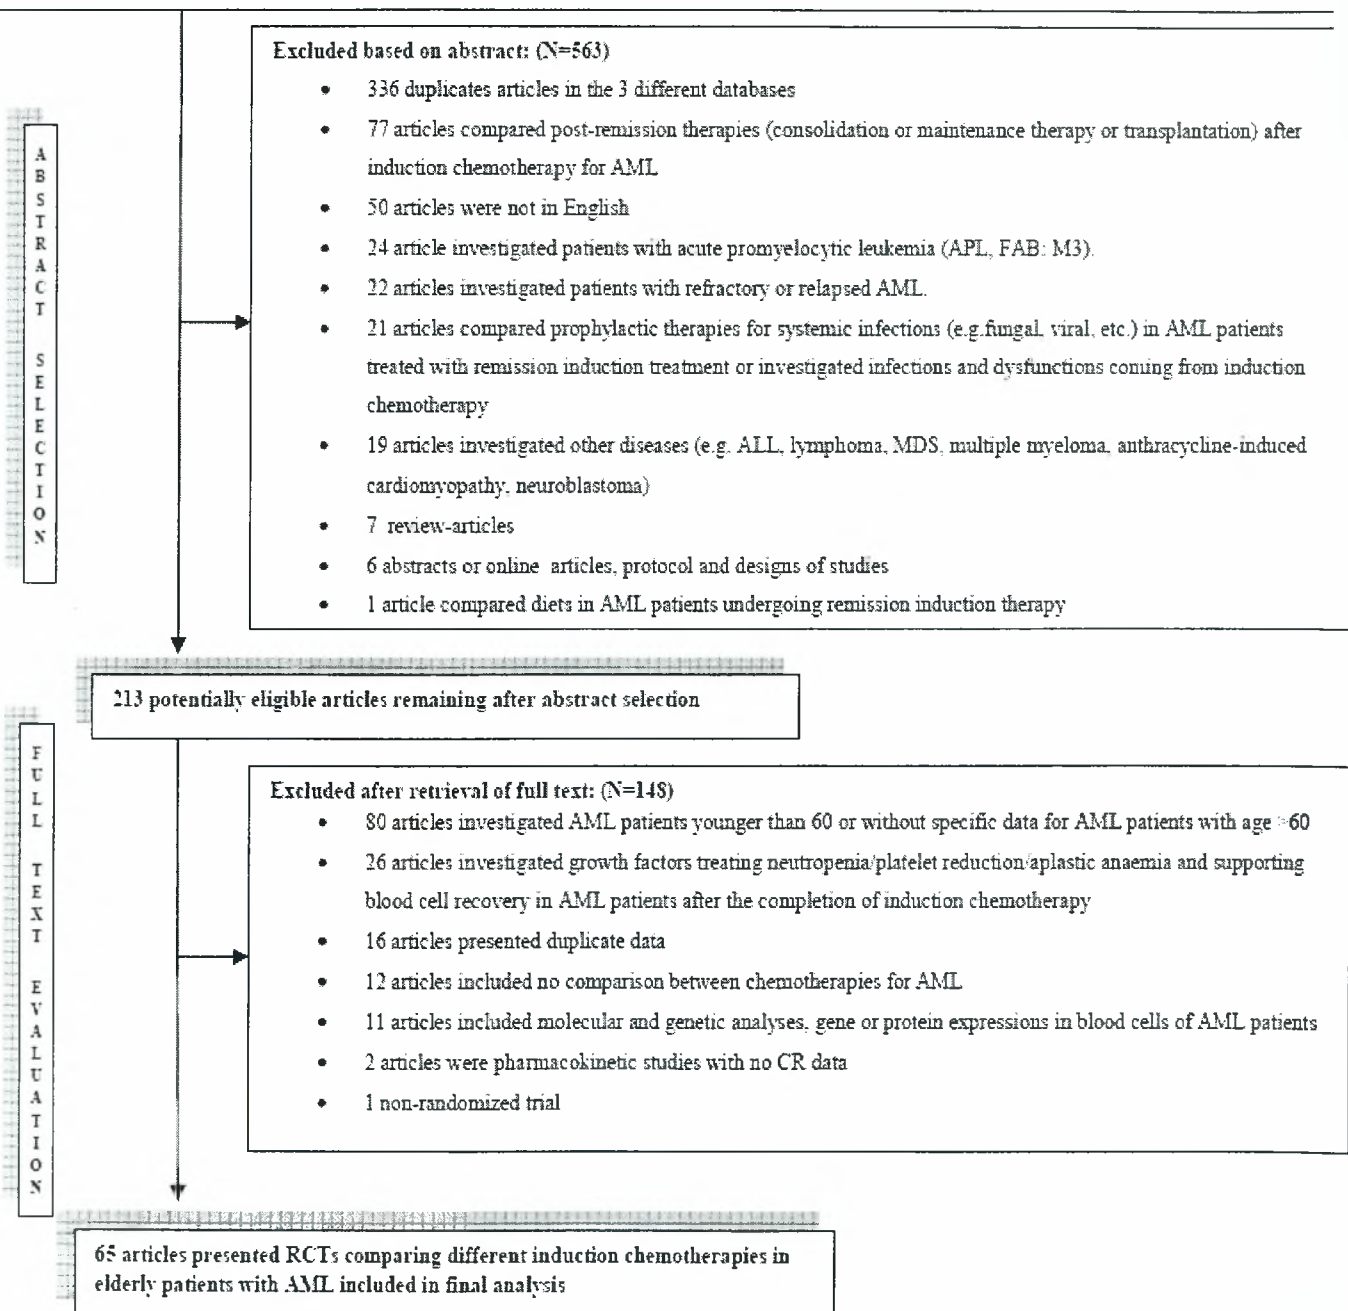 Excluded based on abstract: (N=563)
• 336 duplicates articles in the 3 different databases
• 77 articles compared post-remission therapies (consolidation or maintenance therapy or transplantation) after
induction chemotherapy for AML
• 50 articles were not in English
• 24 article investigated patients with acute promyelocytic leukemia (APL, FAB: M3).
• 22 articles investigated patients with refractory or relapsed AML.
• 21 articles compared prophylactic therapies for systemic infections (e.g.fungal, viral, etc.) in AML patients
treated with remission induction treatment or investigated infections and dysfunctions coming from induction
chemotherapy
• 19 articles investigated other diseases (e.g. ALL, lymphoma, MDS, multiple myeloma, anthracycline-induced
cardiomyopathy, neuroblastoma)
• 7 review-articles
• 6 abstracts or online articles, protocol and designs of studies
• 1 article compared diets in AML patients undergoing remission induction therapy
ABSTRACT SELECTION
213 potentially eligible articles remaining after abstract selection
Excluded after retrieval of full text: (N=148)
• 80 articles investigated AML patients younger than 60 or without specific data for AML patients with age >60
• 26 articles investigated growth factors treating neutropenia/platelet reduction/aplastic anaemia and supporting
blood cell recovery in AML patients after the completion of induction chemotherapy
• 16 articles presented duplicate data
• 12 articles included no comparison between chemotherapies for AML
• 11 articles included molecular and genetic analyses, gene or protein expressions in blood cells of AML patients
• 2 articles were pharmacokinetic studies with no CR data
• 1 non-randomized trial
FULL TEXT EVALUATION
65 articles presented RCTs comparing different induction chemotherapies in
elderly patients with AML included in final analysis